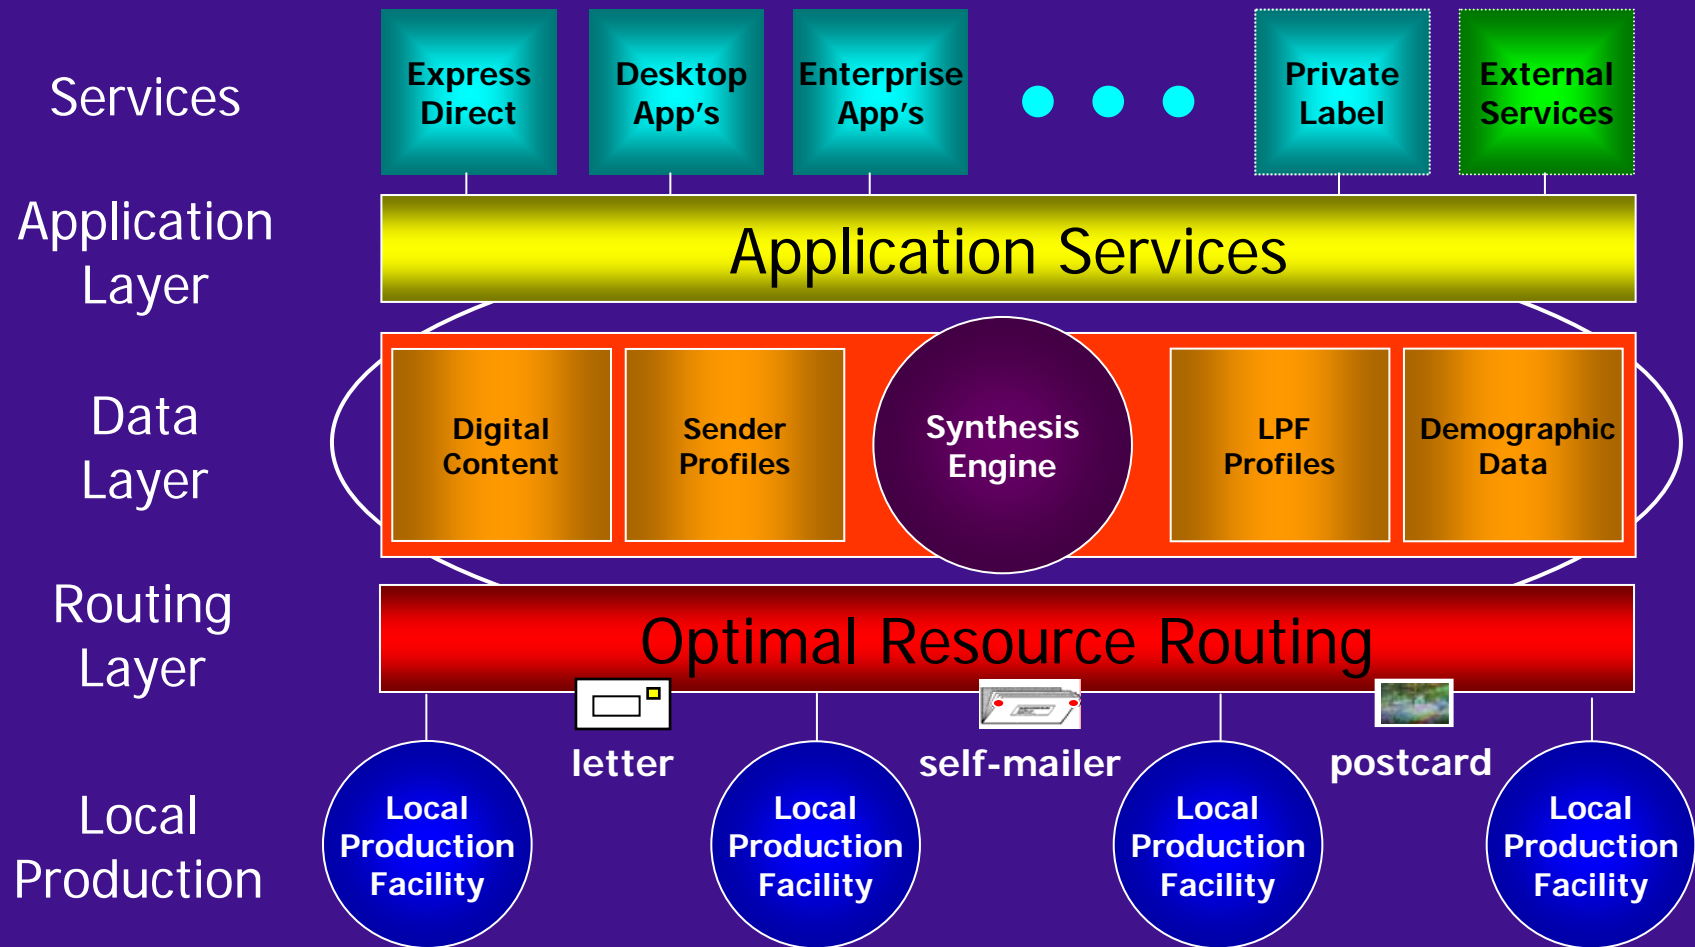 Services
Express
Direct
Desktop
App's
Enterprise
App's
Private
Label
External
Services
Application
Layer
Application Services
Data
Layer
Digital
Content
Sender
Profiles
Synthesis
Engine
LPF
Profiles
Demographic
Data
Routing
Layer
Optimal Resource Routing
letter
self-mailer
postcard
Local
Production
Local
Production
Facility
Local
Production
Facility
Local
Production
Facility
Local
Production
Facility